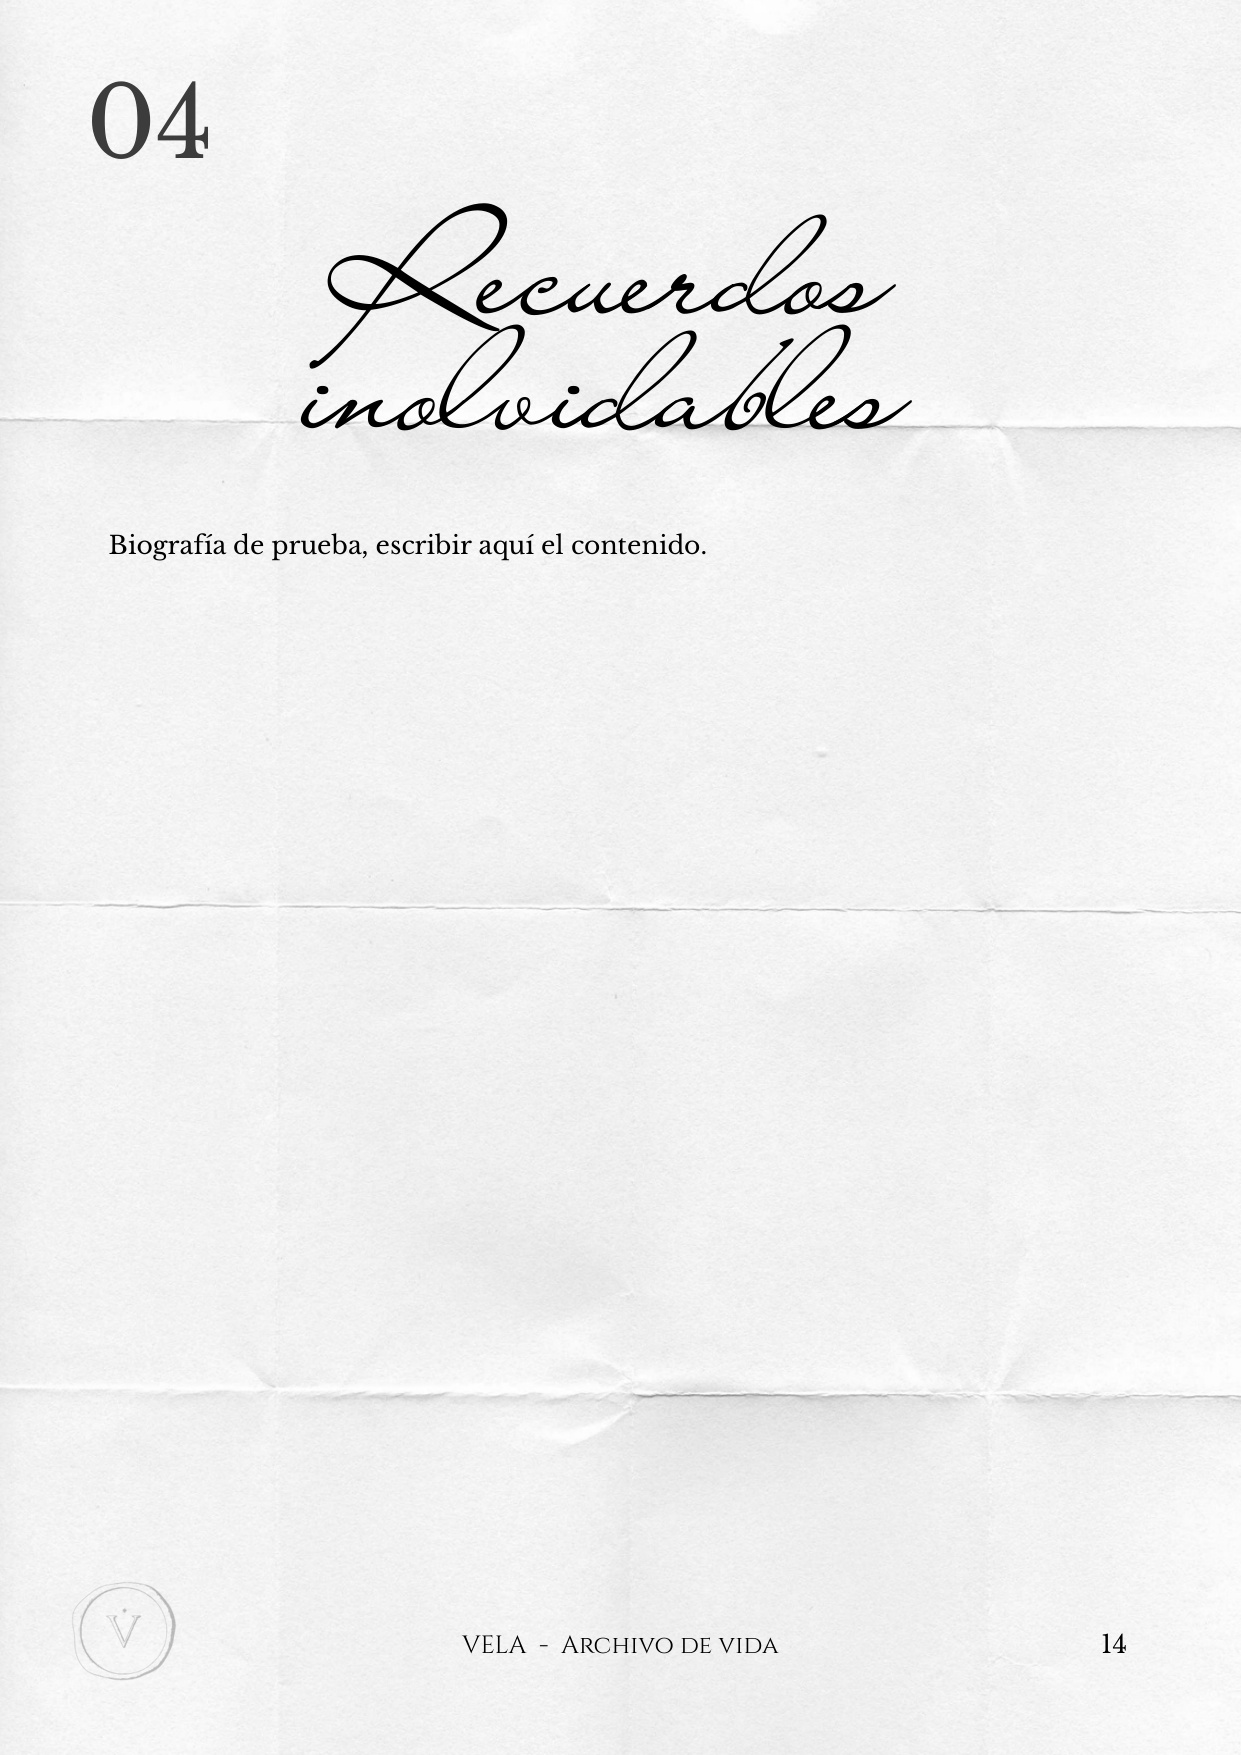 04
Recuerdos
inolvidables
Biografía de prueba, escribir aquí el contenido.
V
VELA - ARCHIVO DE VIDA
14